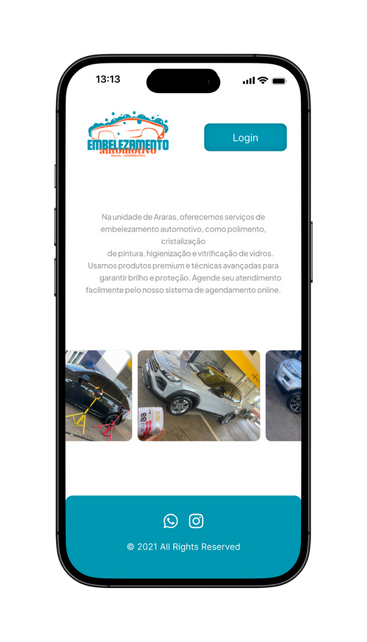 13:13
EMBELEZAMENTO
AUTOMOTIVO
Login
Na unidade de Araras, oferecemos serviços de
embelezamento automotivo, como polimento,
cristalização
de pintura, higienização e vitrificação de vidros.
Usamos produtos premium e técnicas avançadas para
garantir brilho e proteção. Agende seu atendimento
facilmente pelo nosso sistema de agendamento online.
© 2021 All Rights Reserved